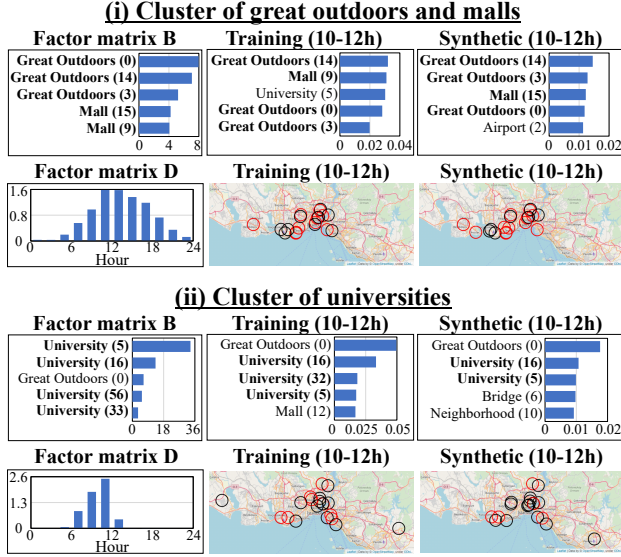 (i) Cluster of great outdoors and malls
Factor matrix B
Training (10-12h)
Synthetic (10-12h)
Great Outdoors (0)
Great Outdoors (14)
Great Outdoors (3)
Mall (15)
Mall (9)
0 4 8
Great Outdoors (14)
Mall (9)
University (5)
Great Outdoors (0)
Great Outdoors (3)
0 0.02 0.04
Great Outdoors (14)
Great Outdoors (3)
Mall (15)
Great Outdoors (0)
Airport (2)
0 0.01 0.02
Factor matrix D
Training (10-12h)
Synthetic (10-12h)
1.6
0.8
0
0 6 12 18 24
Hour
(ii) Cluster of universities
Factor matrix B
Training (10-12h)
Synthetic (10-12h)
University (5)
University (16)
Great Outdoors (0)
University (56)
University (33)
0 18 36
Great Outdoors (0)
University (16)
University (32)
University (5)
Mall (12)
0 0.025 0.05
Great Outdoors (0)
University (16)
University (5)
Bridge (6)
Neighborhood (10)
0 0.01 0.02
Factor matrix D
Training (10-12h)
Synthetic (10-12h)
2.6
1.3
0
0 6 12 18 24
Hour